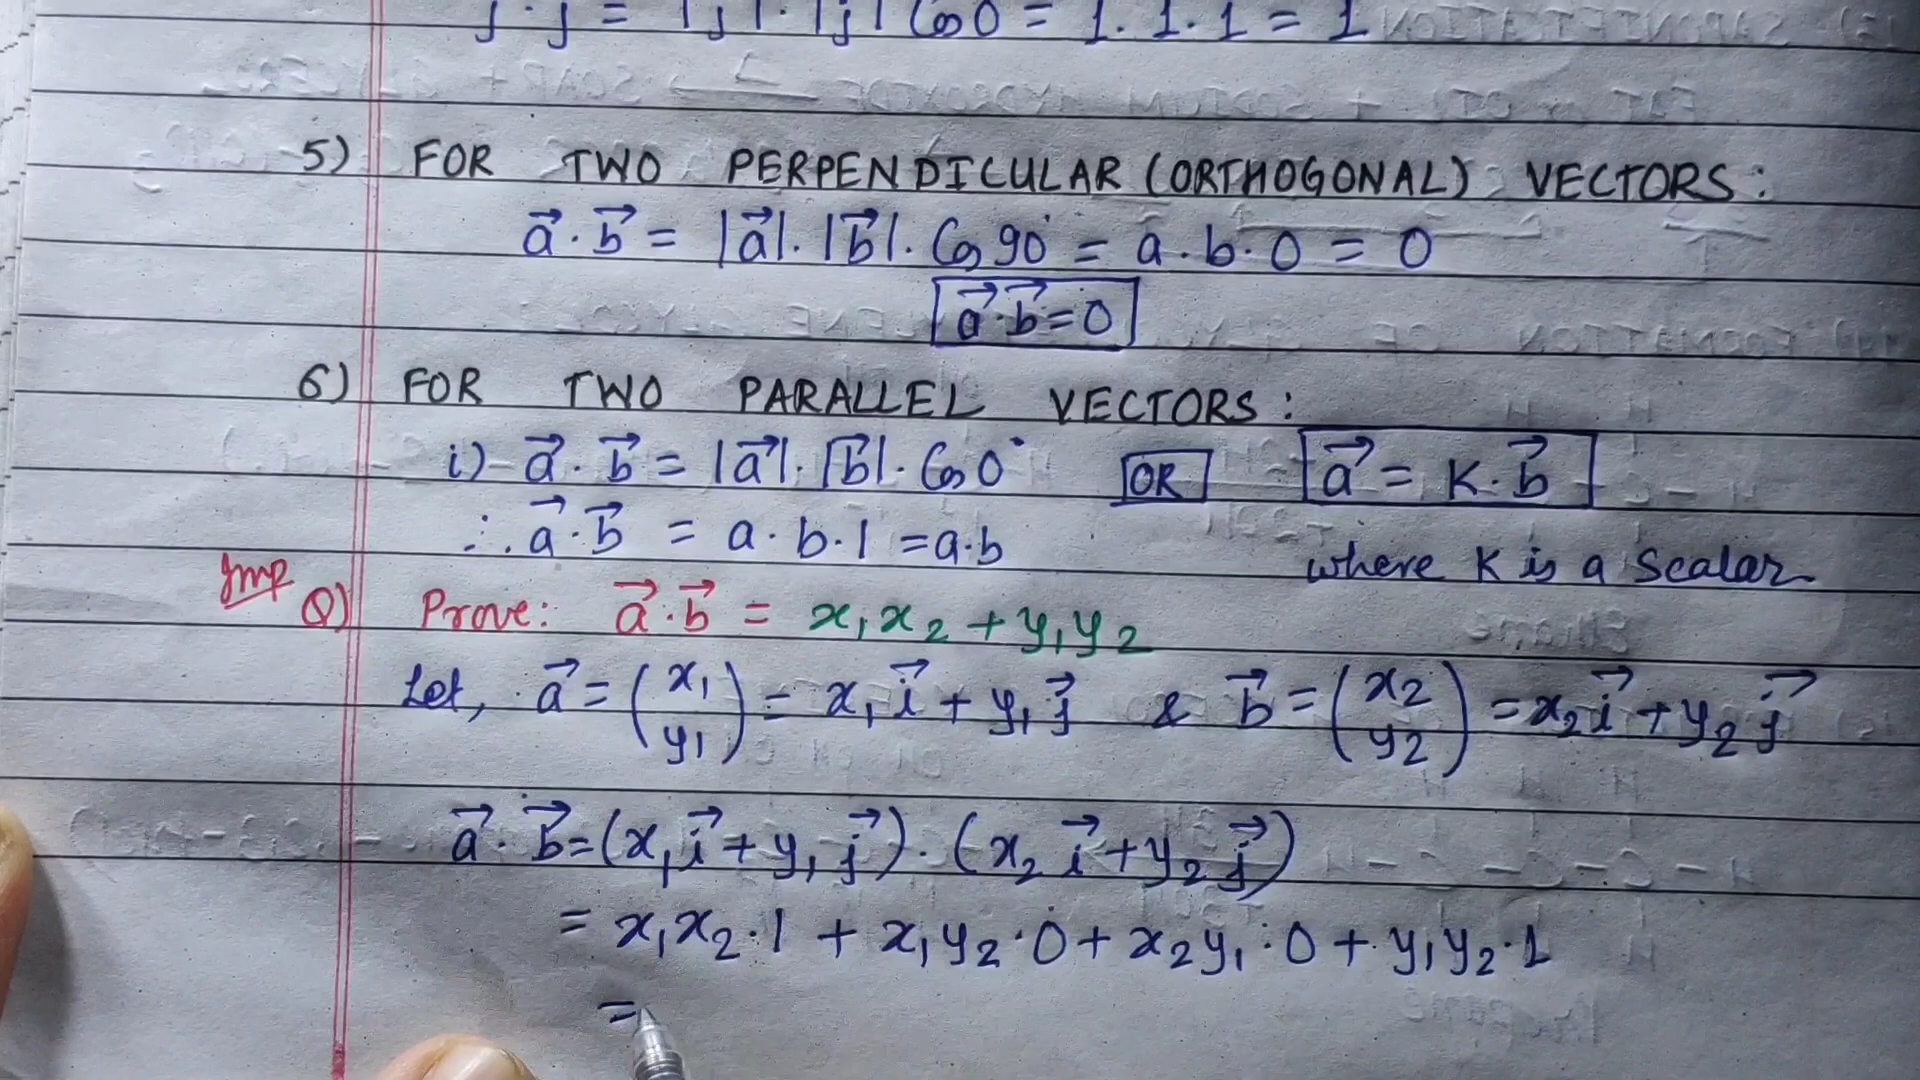 j · j = |j| · |j| Cos 0 = 1 . 1 . 1 = 1
5) FOR TWO PERPENDICULAR (ORTHOGONAL) VECTORS :
a⃗ . b⃗ = |a⃗| . |b⃗| . Cos 90° = a . b . 0 = 0
a⃗ . b⃗ = 0
6) FOR TWO PARALLEL VECTORS :
i) a⃗ . b⃗ = |a⃗| . |b⃗| . Cos 0° OR a⃗ = K . b⃗
∴ a⃗ . b⃗ = a . b . 1 = a.b where K is a Scalar
Imp Q) Prove: a⃗ . b⃗ = x₁x₂ + y₁y₂
Let, a⃗ = (x₁ y₁) = x₁ i⃗ + y₁ j⃗ & b⃗ = (x₂ y₂) = x₂ i⃗ + y₂ j⃗
a⃗ . b⃗ = (x₁ i⃗ + y₁ j⃗) . (x₂ i⃗ + y₂ j⃗)
= x₁x₂ . 1 + x₁y₂ . 0 + x₂y₁ . 0 + y₁y₂ . 1
=